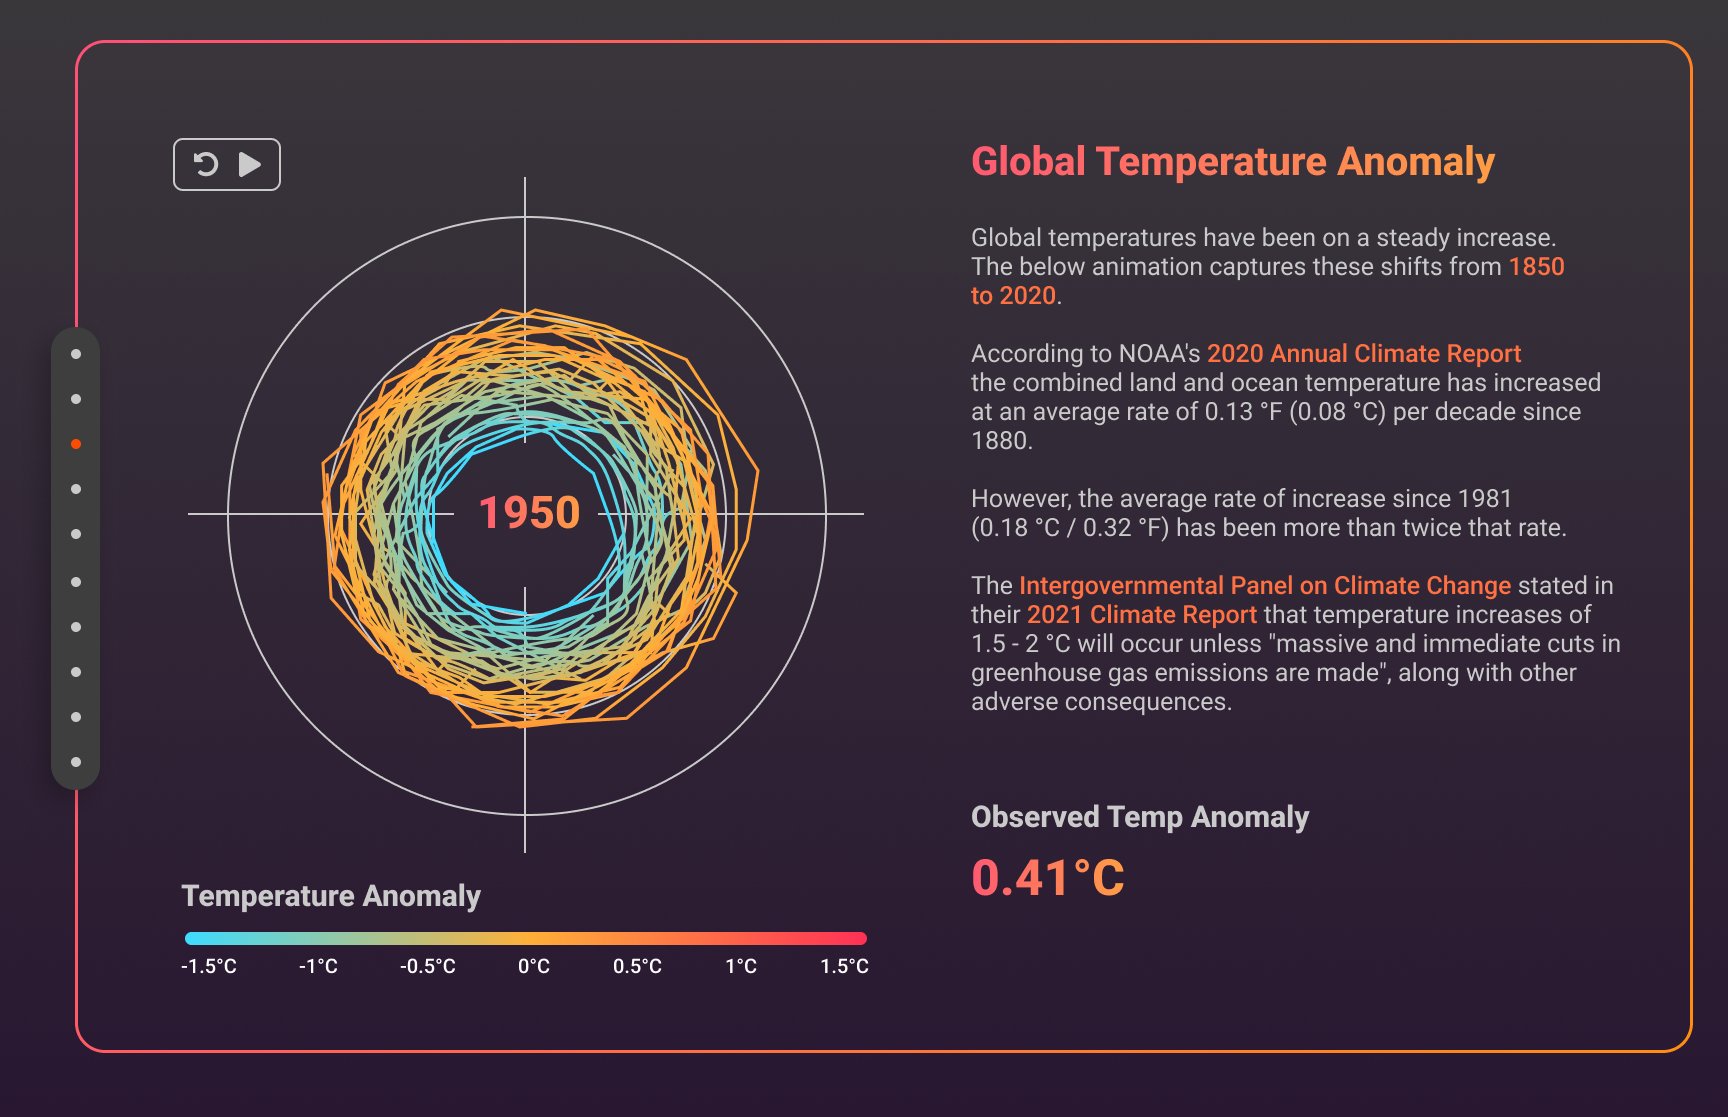 Global Temperature Anomaly
Global temperatures have been on a steady increase.
The below animation captures these shifts from 1850
to 2020.
According to NOAA's 2020 Annual Climate Report
the combined land and ocean temperature has increased
at an average rate of 0.13 °F (0.08 °C) per decade since
1880.
However, the average rate of increase since 1981
(0.18 °C / 0.32 °F) has been more than twice that rate.
The Intergovernmental Panel on Climate Change stated in
their 2021 Climate Report that temperature increases of
1.5 - 2 °C will occur unless "massive and immediate cuts in
greenhouse gas emissions are made", along with other
adverse consequences.
1950
Observed Temp Anomaly
0.41°C
Temperature Anomaly
-1.5°C -1°C -0.5°C 0°C 0.5°C 1°C 1.5°C